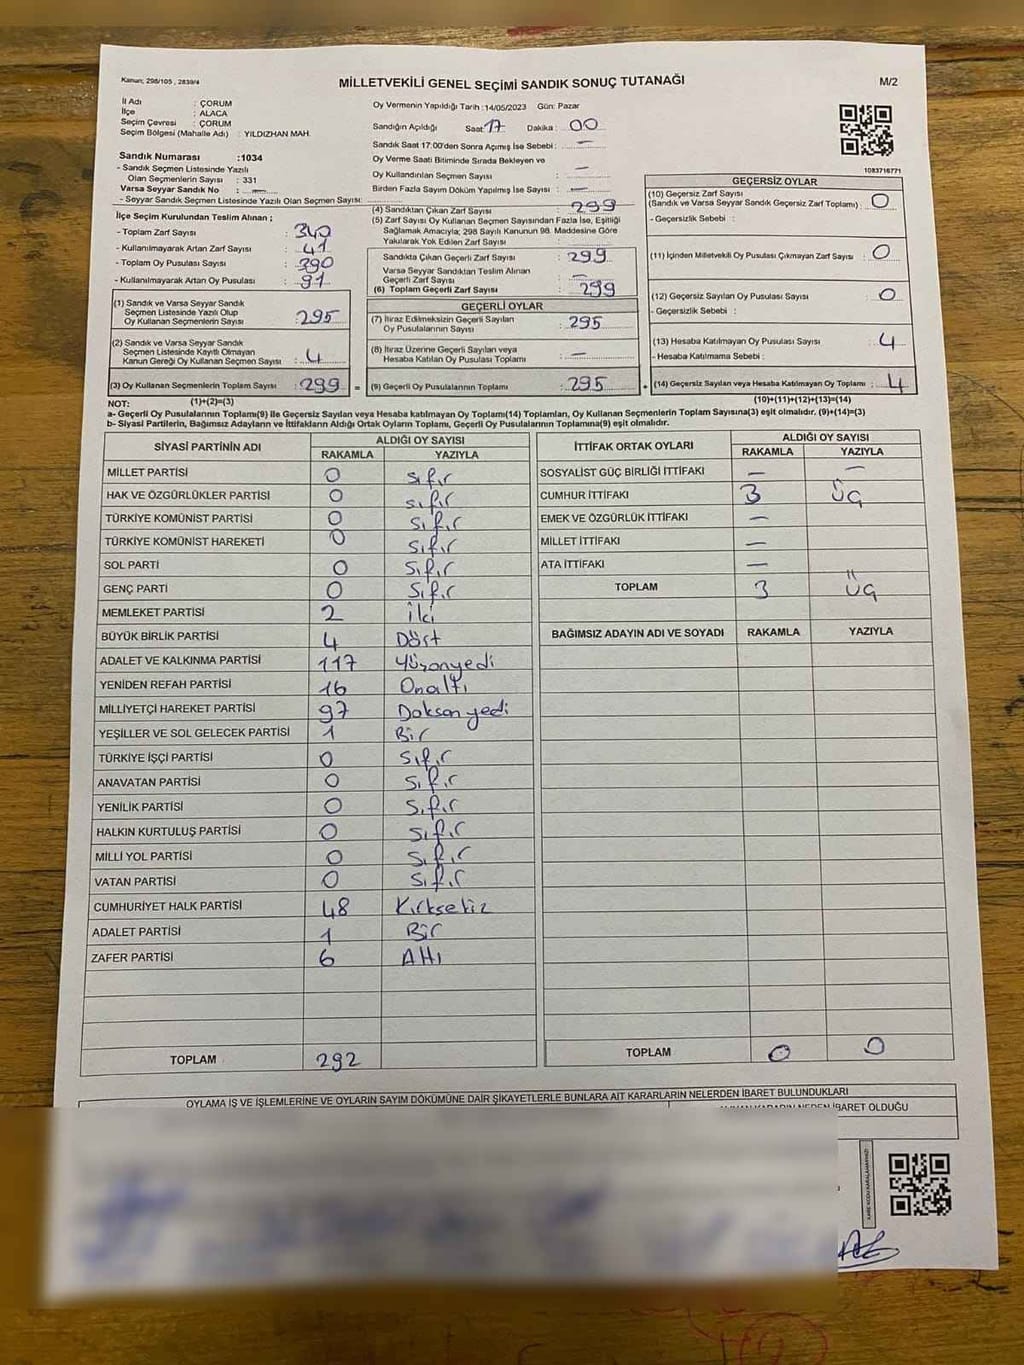 Kanun; 298/105 , 2839/4
MİLLETVEKİLİ GENEL SEÇİMİ SANDIK SONUÇ TUTANAĞI
M/2
İl Adı : ÇORUM
İlçe : ALACA
Seçim Çevresi : ÇORUM
Seçim Bölgesi (Mahalle Adı) : YILDIZHAN MAH.
Sandık Numarası :1034
- Sandık Seçmen Listesinde Yazılı
Olan Seçmenlerin Sayısı : 331
Varsa Seyyar Sandık No : —
- Seyyar Sandık Seçmen Listesinde Yazılı Olan Seçmen Sayısı:
Oy Vermenin Yapıldığı Tarih :14/05/2023 Gün: Pazar
Sandığın Açıldığı Saat: 17 Dakika : 00
Sandık Saat 17:00'den Sonra Açımış İse Sebebi : —
Oy Verme Saati Bitiminde Sırada Bekleyen ve
Oy Kullandırılan Seçmen Sayısı : —
Birden Fazla Sayım Döküm Yapılmış İse Sayısı : —
1083716771
İlçe Seçim Kurulundan Teslim Alınan ;
- Toplam Zarf Sayısı : 340
- Kullanılmayarak Artan Zarf Sayısı : 41
- Toplam Oy Pusulası Sayısı : 390
- Kullanılmayarak Artan Oy Pusulası : 91
(1) Sandık ve Varsa Seyyar Sandık
Seçmen Listesinde Yazılı Olup
Oy Kullanan Seçmenlerin Sayısı : 295
(2) Sandık ve Varsa Seyyar Sandık
Seçmen Listesinde Kayıtlı Olmayan
Kanun Gereği Oy Kullanan Seçmen Sayısı : 4
(3) Oy Kullanan Seçmenlerin Toplam Sayısı : 299 =
(1)+(2)=(3)
(4) Sandıktan Çıkan Zarf Sayısı : 299
(5) Zarf Sayısı Oy Kullanan Seçmen Sayısından Fazla İse, Eşitliği
Sağlamak Amacıyla; 298 Sayılı Kanunun 98. Maddesine Göre
Yakılarak Yok Edilen Zarf Sayısı :
Sandıkta Çıkan Geçerli Zarf Sayısı : 299
Varsa Seyyar Sandıktan Teslim Alınan
Geçerli Zarf Sayısı : —
(6) Toplam Geçerli Zarf Sayısı : 299
GEÇERLİ OYLAR
(7) İtiraz Edilmeksizin Geçerli Sayılan
Oy Pusulalarının Sayısı : 295
(8) İtiraz Üzerine Geçerli Sayılan veya
Hesaba Katılan Oy Pusulası Toplamı : —
(9) Geçerli Oy Pusulalarının Toplamı : 295 +
GEÇERSİZ OYLAR
(10) Geçersiz Zarf Sayısı
(Sandık ve Varsa Seyyar Sandık Geçersiz Zarf Toplamı) : 0
- Geçersizlik Sebebi :
(11) İçinden Milletvekili Oy Pusulası Çıkmayan Zarf Sayısı : 0
(12) Geçersiz Sayılan Oy Pusulası Sayısı : 0
- Geçersizlik Sebebi :
(13) Hesaba Katılmayan Oy Pusulası Sayısı : 4
- Hesaba Katılmama Sebebi :
(14) Geçersiz Sayılan veya Hesaba Katılmayan Oy Toplamı : 4
(10)+(11)+(12)+(13)=(14)
NOT:
a- Geçerli Oy Pusulalarının Toplamı(9) ile Geçersiz Sayılan veya Hesaba katılmayan Oy Toplamı(14) Toplamları, Oy Kullanan Seçmenlerin Toplam Sayısına(3) eşit olmalıdır. (9)+(14)=(3)
b- Siyasi Partilerin, Bağımsız Adayların ve İttifakların Aldığı Ortak Oyların Toplamı, Geçerli Oy Pusulalarının Toplamına(9) eşit olmalıdır.
SİYASİ PARTİNİN ADI ALDIĞI OY SAYISI
RAKAMLA YAZIYLA
MİLLET PARTİSİ 0 sıfır
HAK VE ÖZGÜRLÜKLER PARTİSİ 0 sıfır
TÜRKİYE KOMÜNİST PARTİSİ 0 sıfır
TÜRKİYE KOMÜNİST HAREKETİ 0 sıfır
SOL PARTİ 0 sıfır
GENÇ PARTİ 0 sıfır
MEMLEKET PARTİSİ 2 İki
BÜYÜK BİRLİK PARTİSİ 4 Dört
ADALET VE KALKINMA PARTİSİ 117 Yüzonyedi
YENİDEN REFAH PARTİSİ 16 Onaltı
MİLLİYETÇİ HAREKET PARTİSİ 97 Doksan yedi
YEŞİLLER VE SOL GELECEK PARTİSİ 1 Bir
TÜRKİYE İŞÇİ PARTİSİ 0 sıfır
ANAVATAN PARTİSİ 0 sıfır
YENİLİK PARTİSİ 0 sıfır
HALKIN KURTULUŞ PARTİSİ 0 sıfır
MİLLİ YOL PARTİSİ 0 sıfır
VATAN PARTİSİ 0 sıfır
CUMHURİYET HALK PARTİSİ 48 Kırksekiz
ADALET PARTİSİ 1 Bir
ZAFER PARTİSİ 6 Altı
TOPLAM 292
İTTİFAK ORTAK OYLARI ALDIĞI OY SAYISI
RAKAMLA YAZIYLA
SOSYALİST GÜÇ BİRLİĞİ İTTİFAKI — —
CUMHUR İTTİFAKI 3 Üç
EMEK VE ÖZGÜRLÜK İTTİFAKI —
MİLLET İTTİFAKI —
ATA İTTİFAKI —
TOPLAM 3 Üç
BAĞIMSIZ ADAYIN ADI VE SOYADI RAKAMLA YAZIYLA
TOPLAM 0 0
OYLAMA İŞ VE İŞLEMLERİNE VE OYLARIN SAYIM DÖKÜMÜNE DAİR ŞİKAYETLERLE BUNLARA AİT KARARLARIN NELERDEN İBARET BULUNDUKLARI
İBARET OLDUĞU